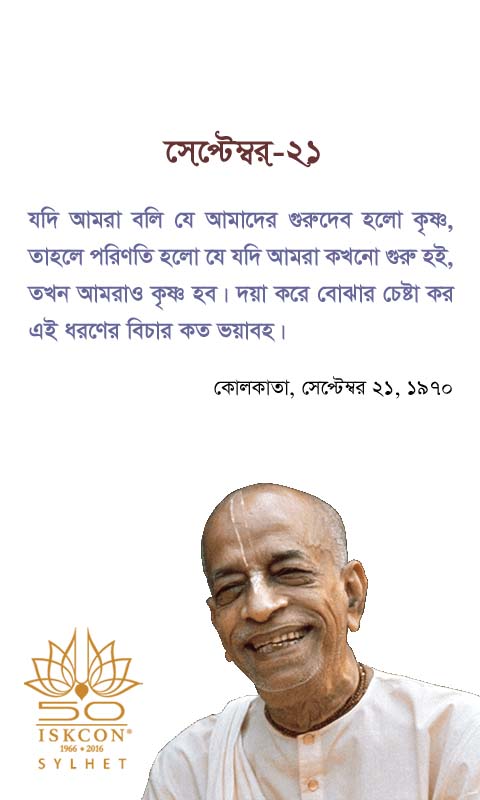 সেপ্টেম্বর-২১
যদি আমরা বলি যে আমাদের গুরুদেব হলো কৃষ্ণ,
তাহলে পরিণতি হলো যে যদি আমরা কখনো গুরু হই,
তখন আমরাও কৃষ্ণ হব। দয়া করে বোঝার চেষ্টা কর
এই ধরণের বিচার কত ভয়াবহ।
কোলকাতা, সেপ্টেম্বর ২১, ১৯৭০
50
ISKCON®
1966 • 2016
SYLHET